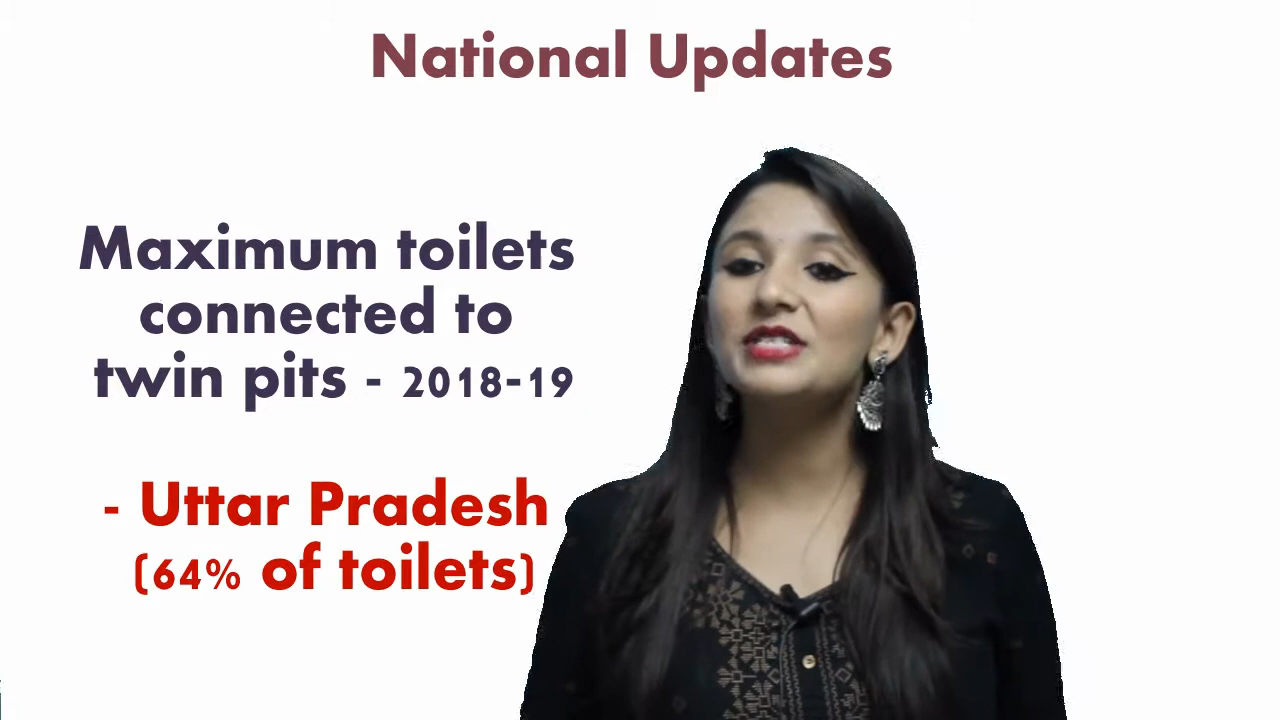 National Updates
Maximum toilets
connected to
twin pits - 2018-19
- Uttar Pradesh
(64% of toilets)